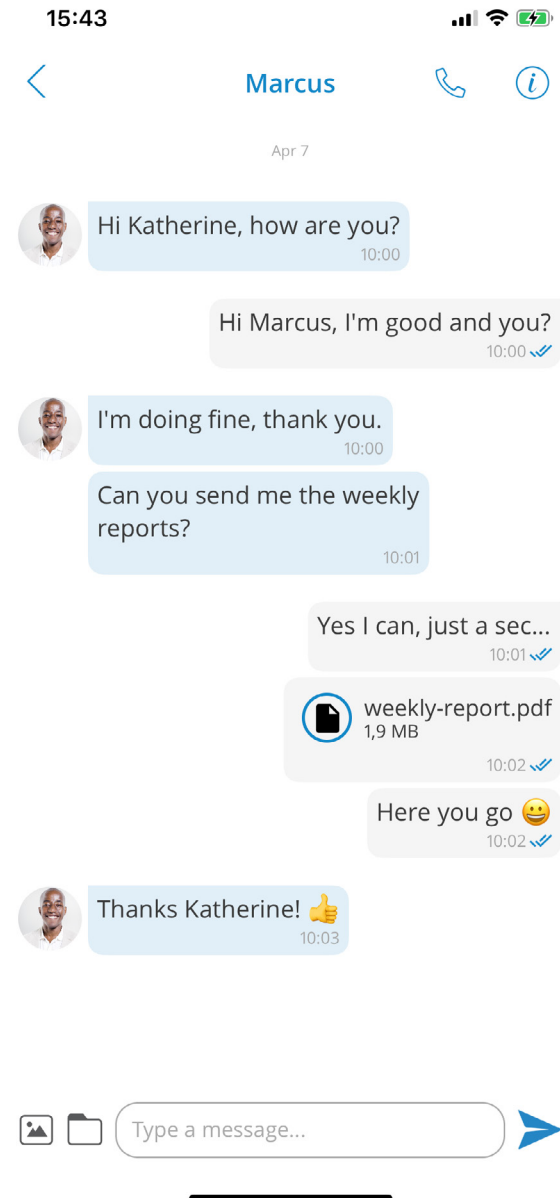 15:43
Marcus
Apr 7
Hi Katherine, how are you?
10:00
Hi Marcus, I'm good and you?
10:00
I'm doing fine, thank you.
10:00
Can you send me the weekly
reports?
10:01
Yes I can, just a sec...
10:01
weekly-report.pdf
1,9 MB
10:02
Here you go 😀
10:02
Thanks Katherine! 👍
10:03
Type a message...